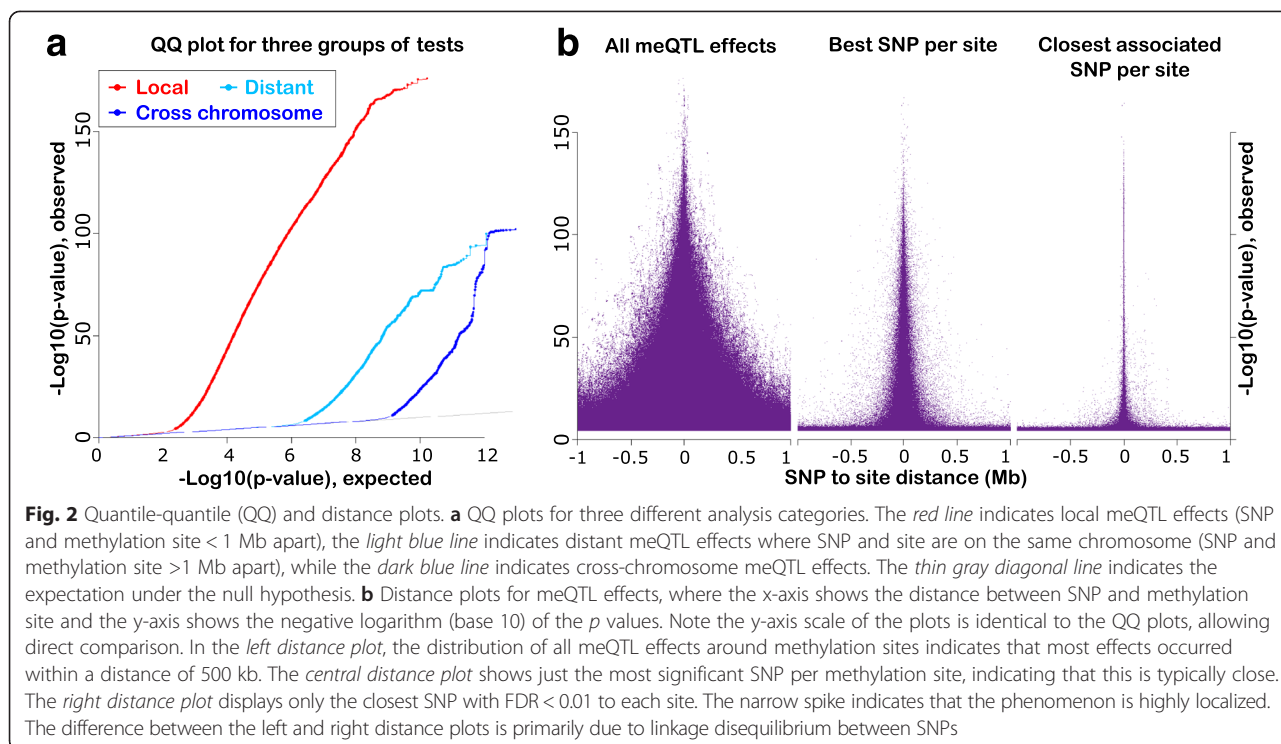 a
QQ plot for three groups of tests
Local
Distant
Cross chromosome
-Log10(p-value), observed
0
50
100
150
0
2
4
6
8
10
12
-Log10(p-value), expected
b
All meQTL effects
Best SNP per site
Closest associated
SNP per site
0
50
100
150
-1
-0.5
0
0.5
1
-0.5
0
0.5
1
-0.5
0
0.5
1
SNP to site distance (Mb)
0
50
100
150
-Log10(p-value), observed
Fig. 2 Quantile-quantile (QQ) and distance plots. a QQ plots for three different analysis categories. The red line indicates local meQTL effects (SNP
and methylation site < 1 Mb apart), the light blue line indicates distant meQTL effects where SNP and site are on the same chromosome (SNP and
methylation site >1 Mb apart), while the dark blue line indicates cross-chromosome meQTL effects. The thin gray diagonal line indicates the
expectation under the null hypothesis. b Distance plots for meQTL effects, where the x-axis shows the distance between SNP and methylation
site and the y-axis shows the negative logarithm (base 10) of the p values. Note the y-axis scale of the plots is identical to the QQ plots, allowing
direct comparison. In the left distance plot, the distribution of all meQTL effects around methylation sites indicates that most effects occurred
within a distance of 500 kb. The central distance plot shows just the most significant SNP per methylation site, indicating that this is typically close.
The right distance plot displays only the closest SNP with FDR < 0.01 to each site. The narrow spike indicates that the phenomenon is highly localized.
The difference between the left and right distance plots is primarily due to linkage disequilibrium between SNPs